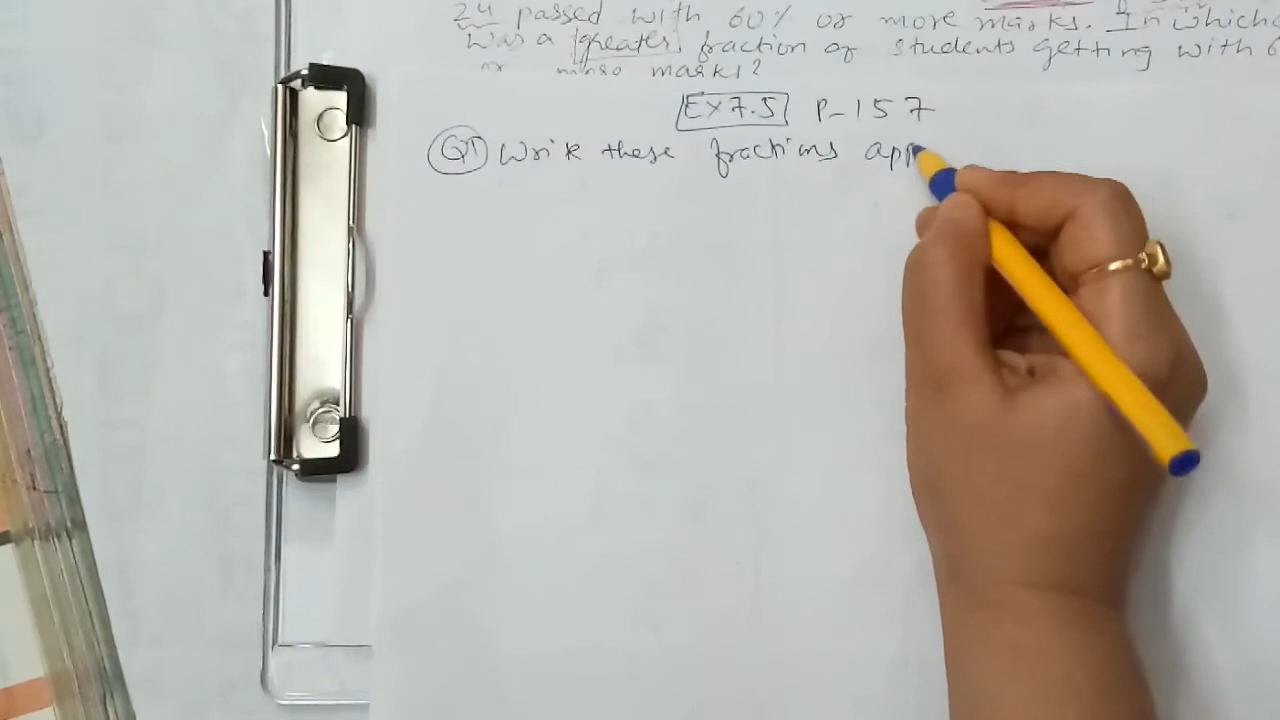 24 passed with 60% or more marks. In which
was a greater fraction of students getting with 6
or more marks?
Ex 7.5 P-157
Q1 Write these fractions app